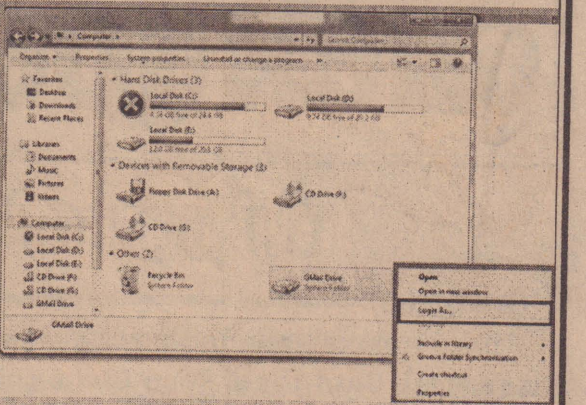 Computer
Search Computer
Organize Properties System properties Uninstall or change a program »
Favorites
Desktop
Downloads
Recent Places
Libraries
Documents
Music
Pictures
Videos
Computer
Local Disk (C:)
Local Disk (D:)
Local Disk (E:)
CD Drive (F:)
CD Drive (G:)
GMail Drive
Hard Disk Drives (3)
Local Disk (C:)
Local Disk (D:)
Local Disk (E:)
Devices with Removable Storage (3)
Floppy Disk Drive (A:)
CD Drive (F:)
CD Drive (G:)
Other (2)
Recycle Bin
System Folder
GMail Drive
System Folder
GMail Drive
Open
Open in new window
Login As...
Include in library
Groove Folder Synchronization
Create shortcut
Properties